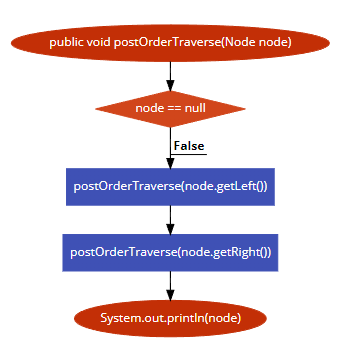 public void postOrderTraverse(Node node)
node == null
False
postOrderTraverse(node.getLeft())
postOrderTraverse(node.getRight())
System.out.println(node)